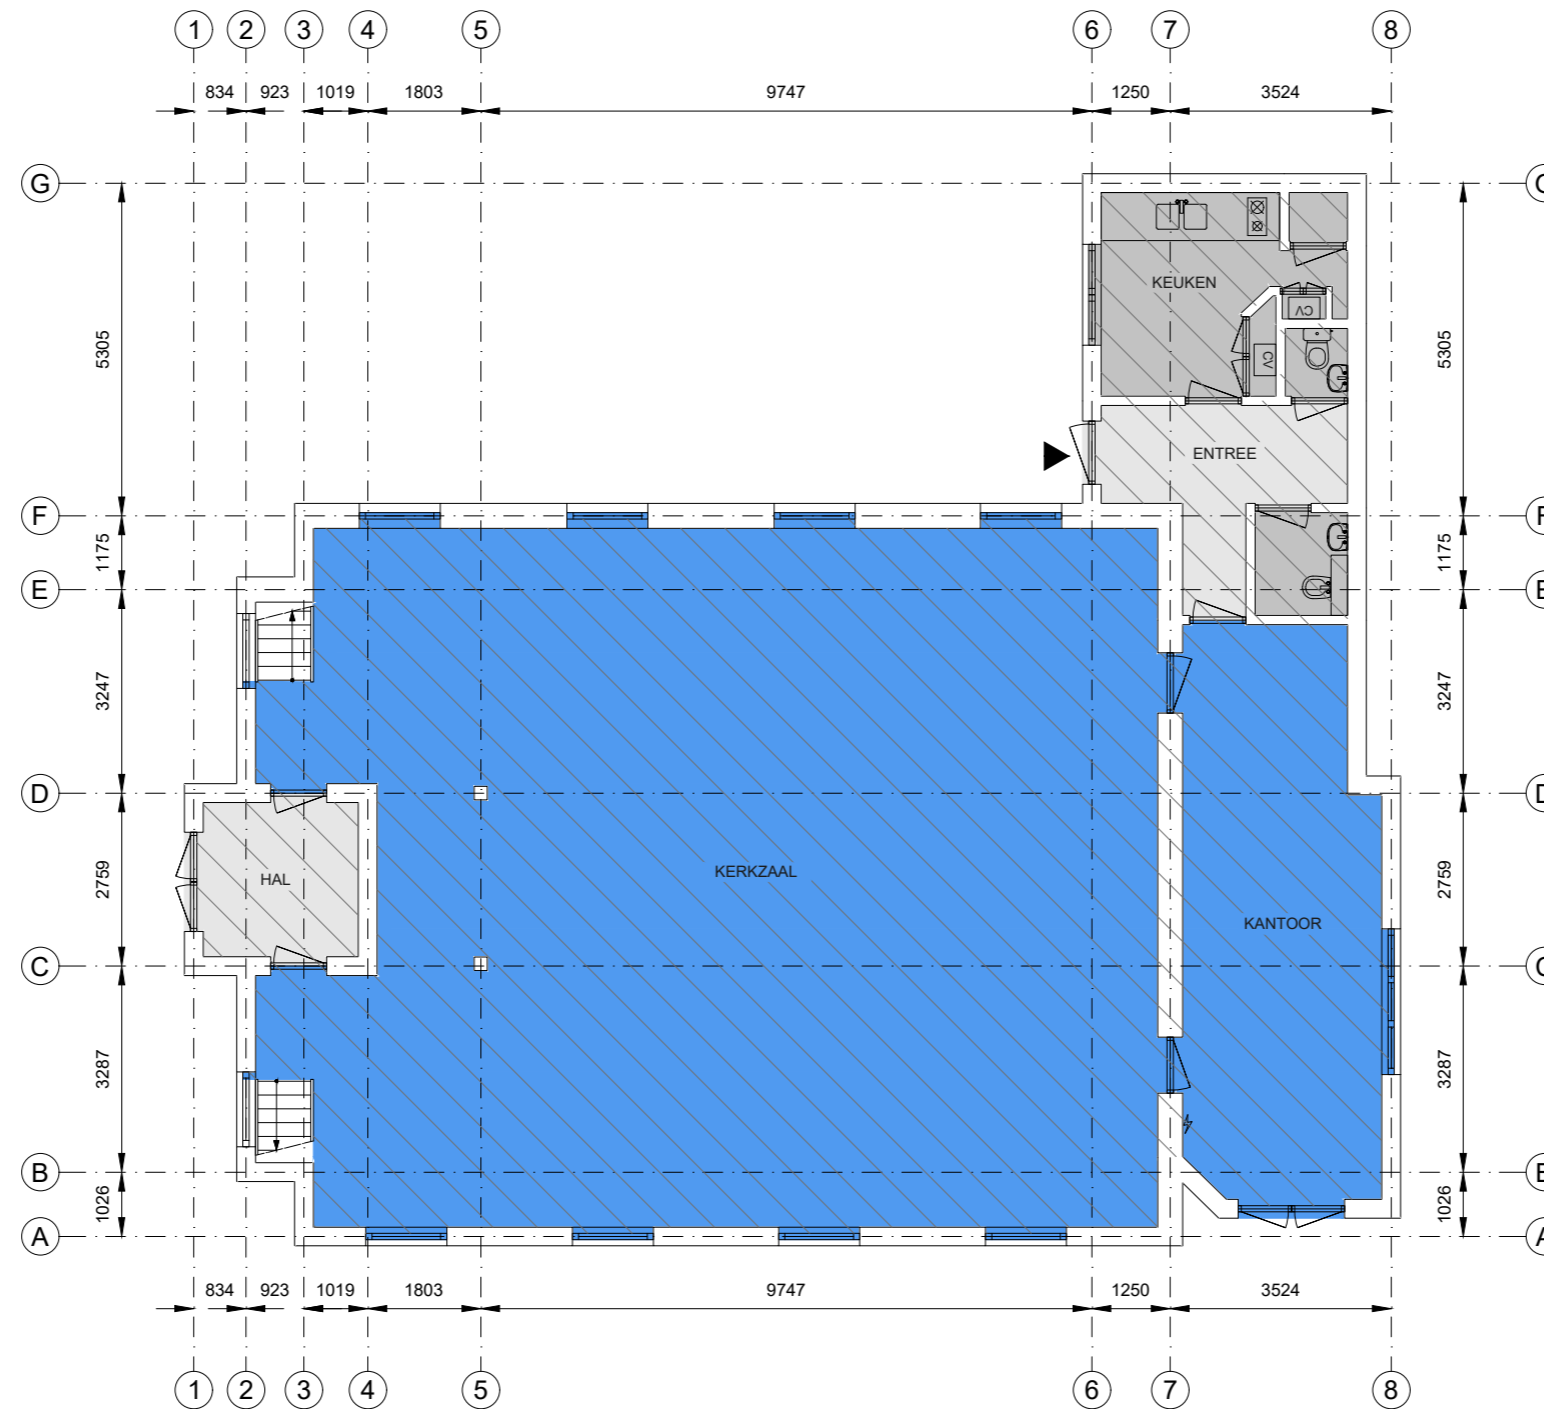 1 2 3 4 5 6 7 8
834 923 1019 1803 9747 1250 3524
G
KEUKEN
CV
CV
5305 5305
ENTREE
F F
1175 1175
E E
3247 3247
D D
KERKZAAL
HAL
2759 2759
KANTOOR
C C
3287 3287
B B
1026 1026
A A
834 923 1019 1803 9747 1250 3524
1 2 3 4 5 6 7 8